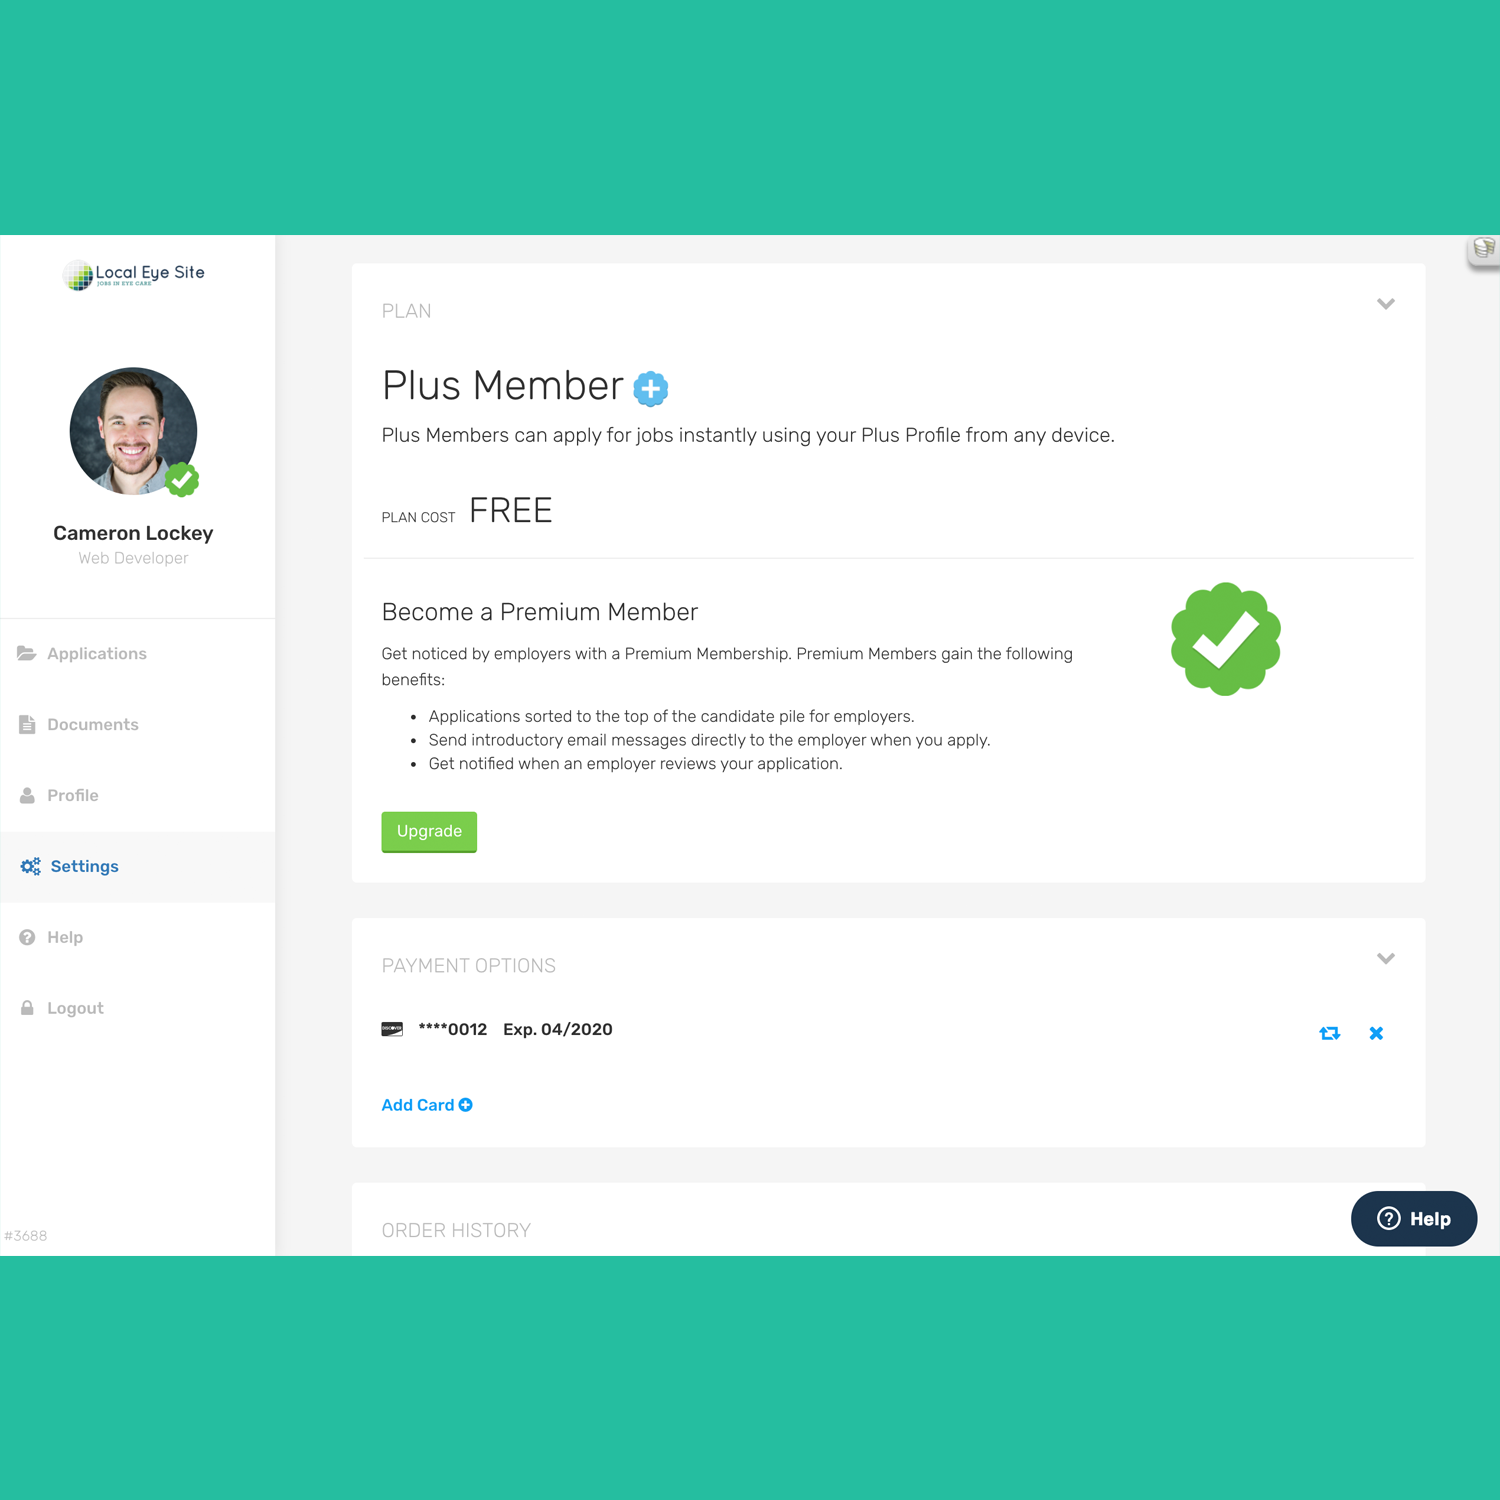 Local Eye Site
JOBS IN EYE CARE
Cameron Lockey
Web Developer
Applications
Documents
Profile
Settings
Help
Logout
#3688
PLAN
Plus Member
Plus Members can apply for jobs instantly using your Plus Profile from any device.
PLAN COST FREE
Become a Premium Member
Get noticed by employers with a Premium Membership. Premium Members gain the following
benefits:
• Applications sorted to the top of the candidate pile for employers.
• Send introductory email messages directly to the employer when you apply.
• Get notified when an employer reviews your application.
Upgrade
PAYMENT OPTIONS
DISCOVER ****0012 Exp. 04/2020
Add Card
ORDER HISTORY
Help